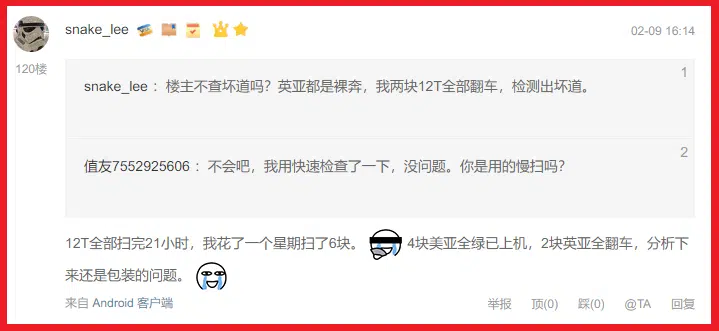 snake_lee
02-09 16:14
120楼
snake_lee：楼主不查坏道吗？英亚都是裸奔，我两块12T全部翻车，检测出坏道。
1
值友7552925606：不会吧，我用快速检查了一下，没问题。你是用的慢扫吗？
2
12T全部扫完21小时，我花了一个星期扫了6块。 4块美亚全绿已上机，2块英亚全翻车，分析下
来还是包装的问题。
来自 Android 客户端
举报 顶(0) 踩(0) @TA 回复